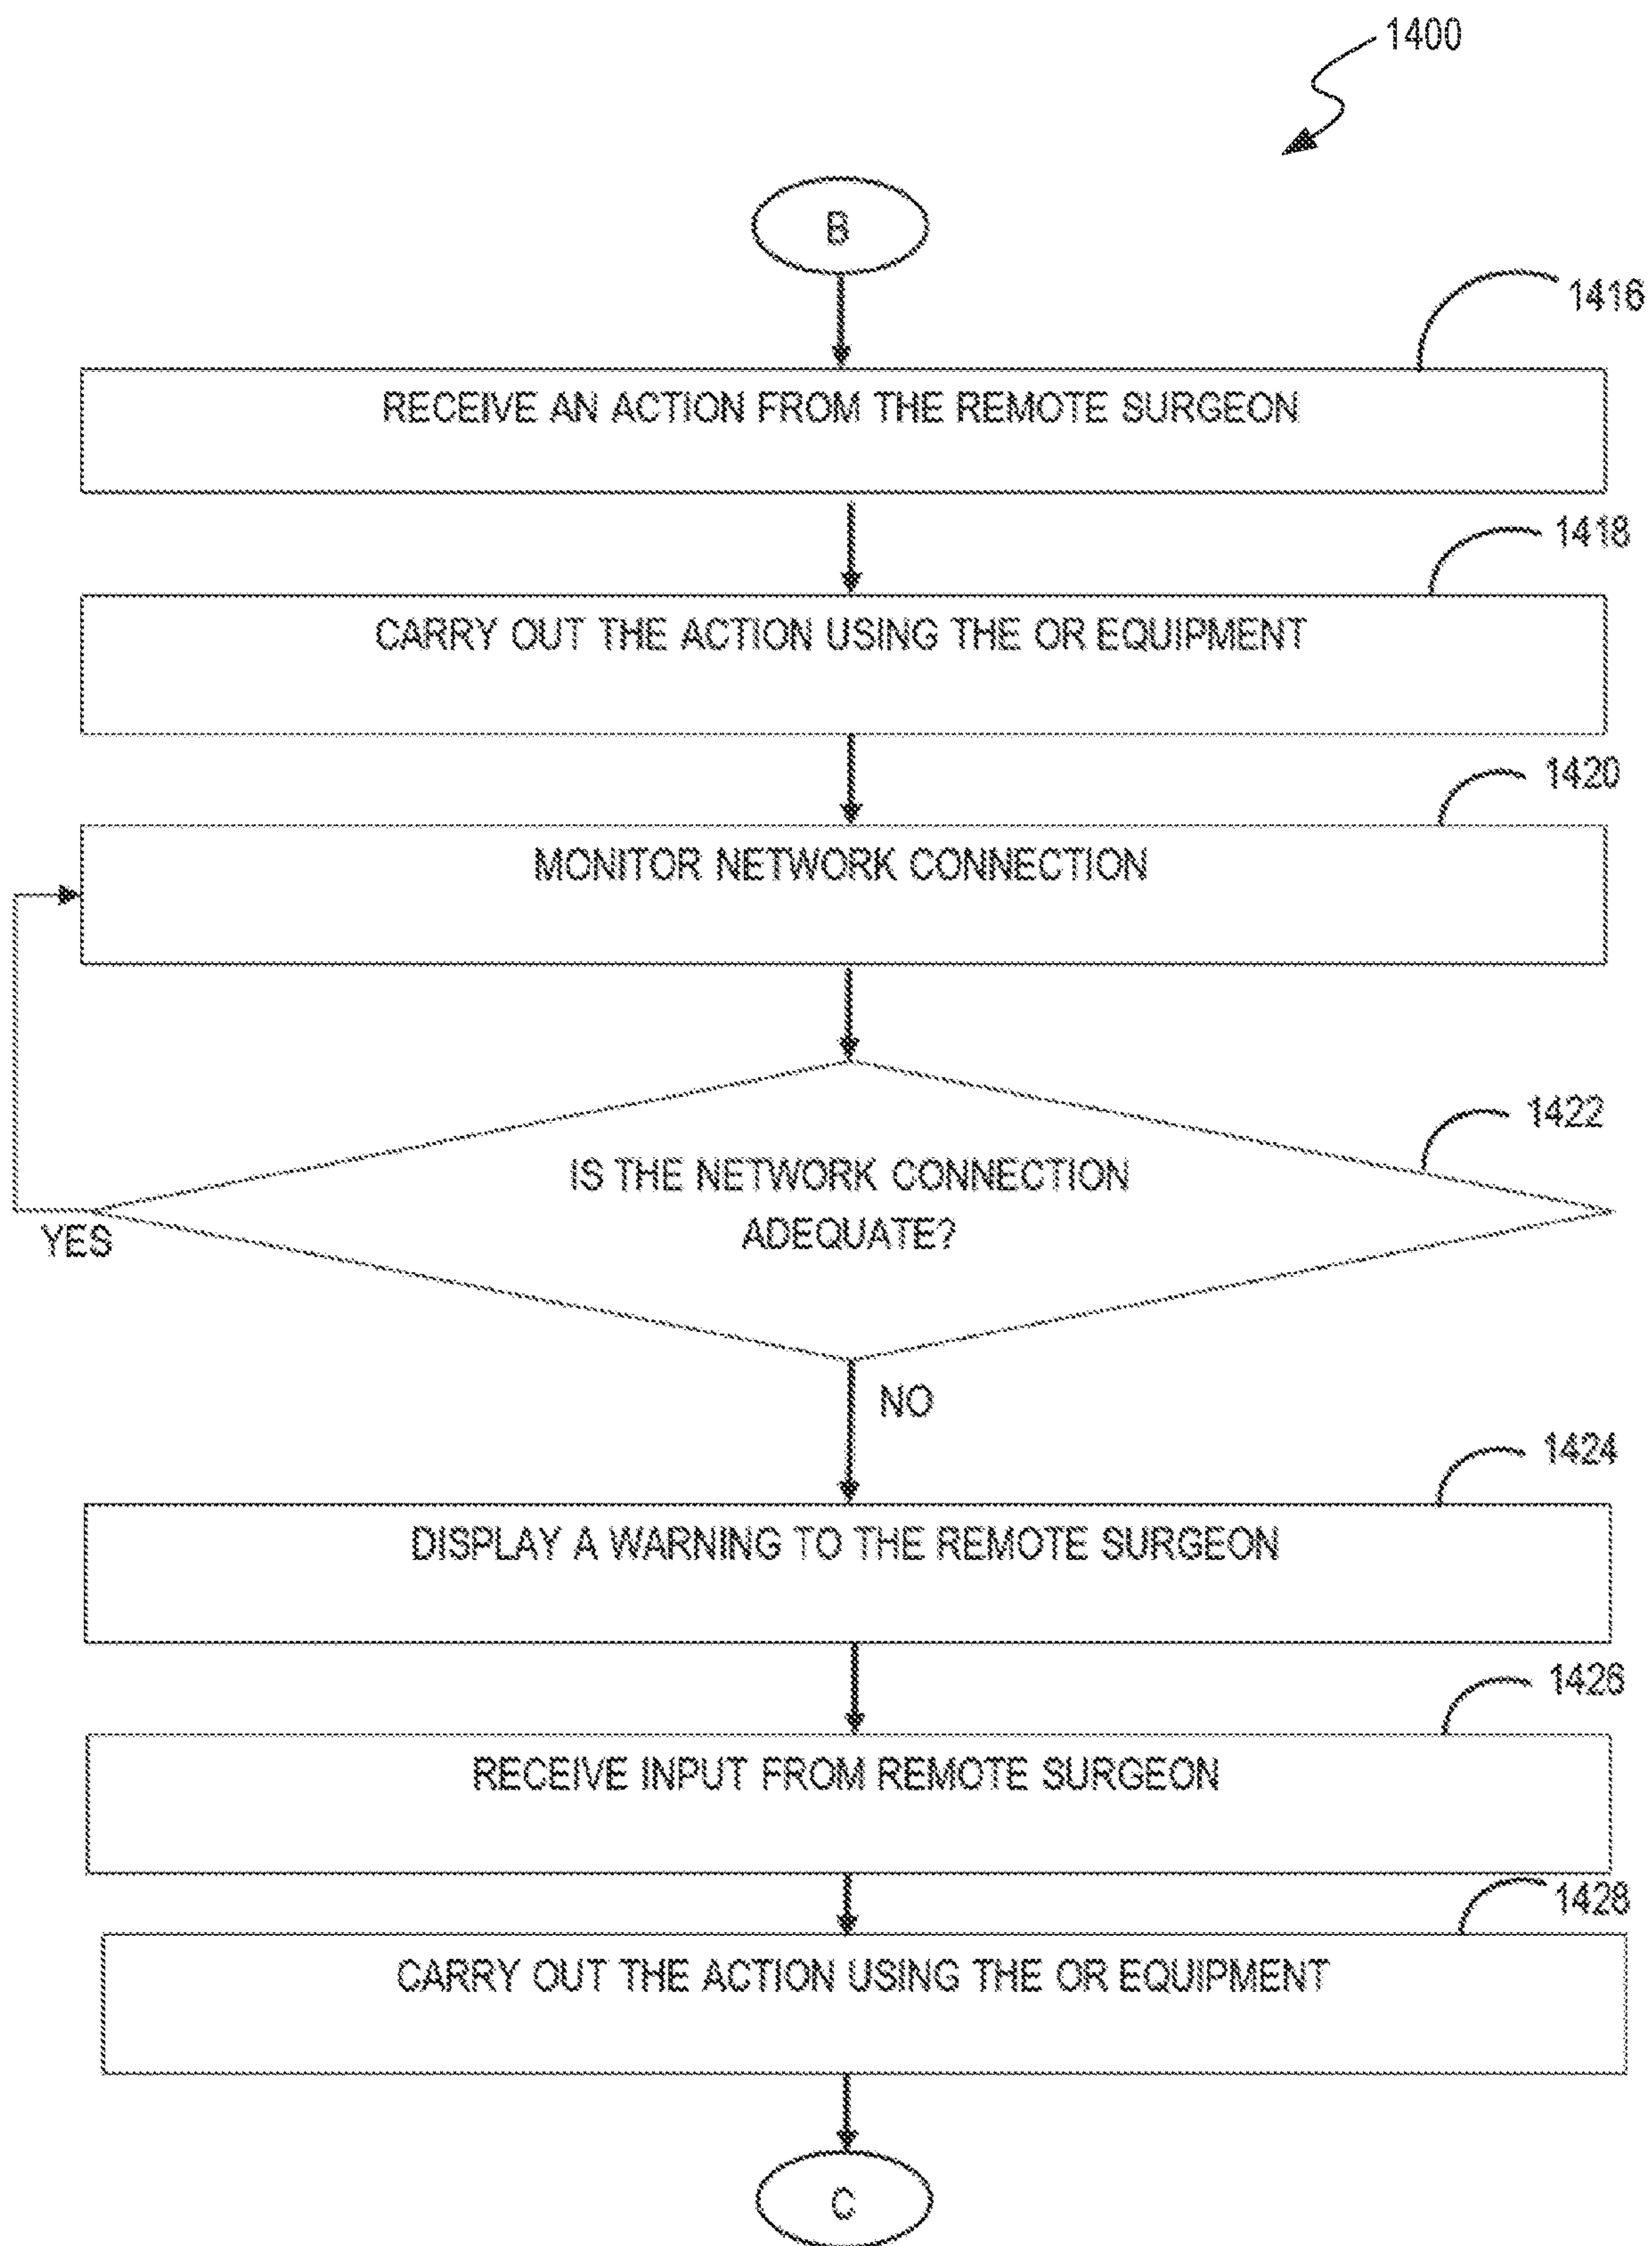 1400
B
1416
RECEIVE AN ACTION FROM THE REMOTE SURGEON
1418
CARRY OUT THE ACTION USING THE OR EQUIPMENT
1420
MONITOR NETWORK CONNECTION
1422
IS THE NETWORK CONNECTION
ADEQUATE?
YES
NO
1424
DISPLAY A WARNING TO THE REMOTE SURGEON
1426
RECEIVE INPUT FROM REMOTE SURGEON
1428
CARRY OUT THE ACTION USING THE OR EQUIPMENT
C